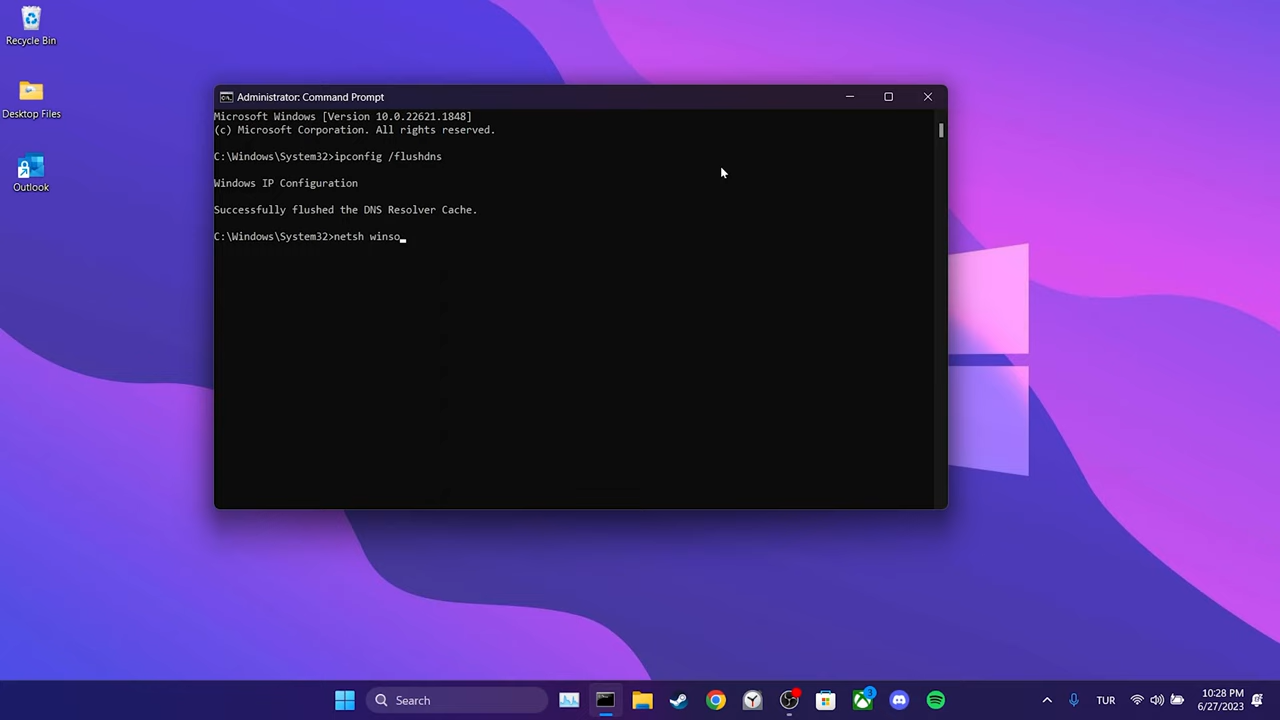 Recycle Bin
Desktop Files
Outlook
Administrator: Command Prompt
Microsoft Windows [Version 10.0.22621.1848]
(c) Microsoft Corporation. All rights reserved.
C:\Windows\System32>ipconfig /flushdns
Windows IP Configuration
Successfully flushed the DNS Resolver Cache.
C:\Windows\System32>netsh winso
Search
3
TUR
10:28 PM
6/27/2023